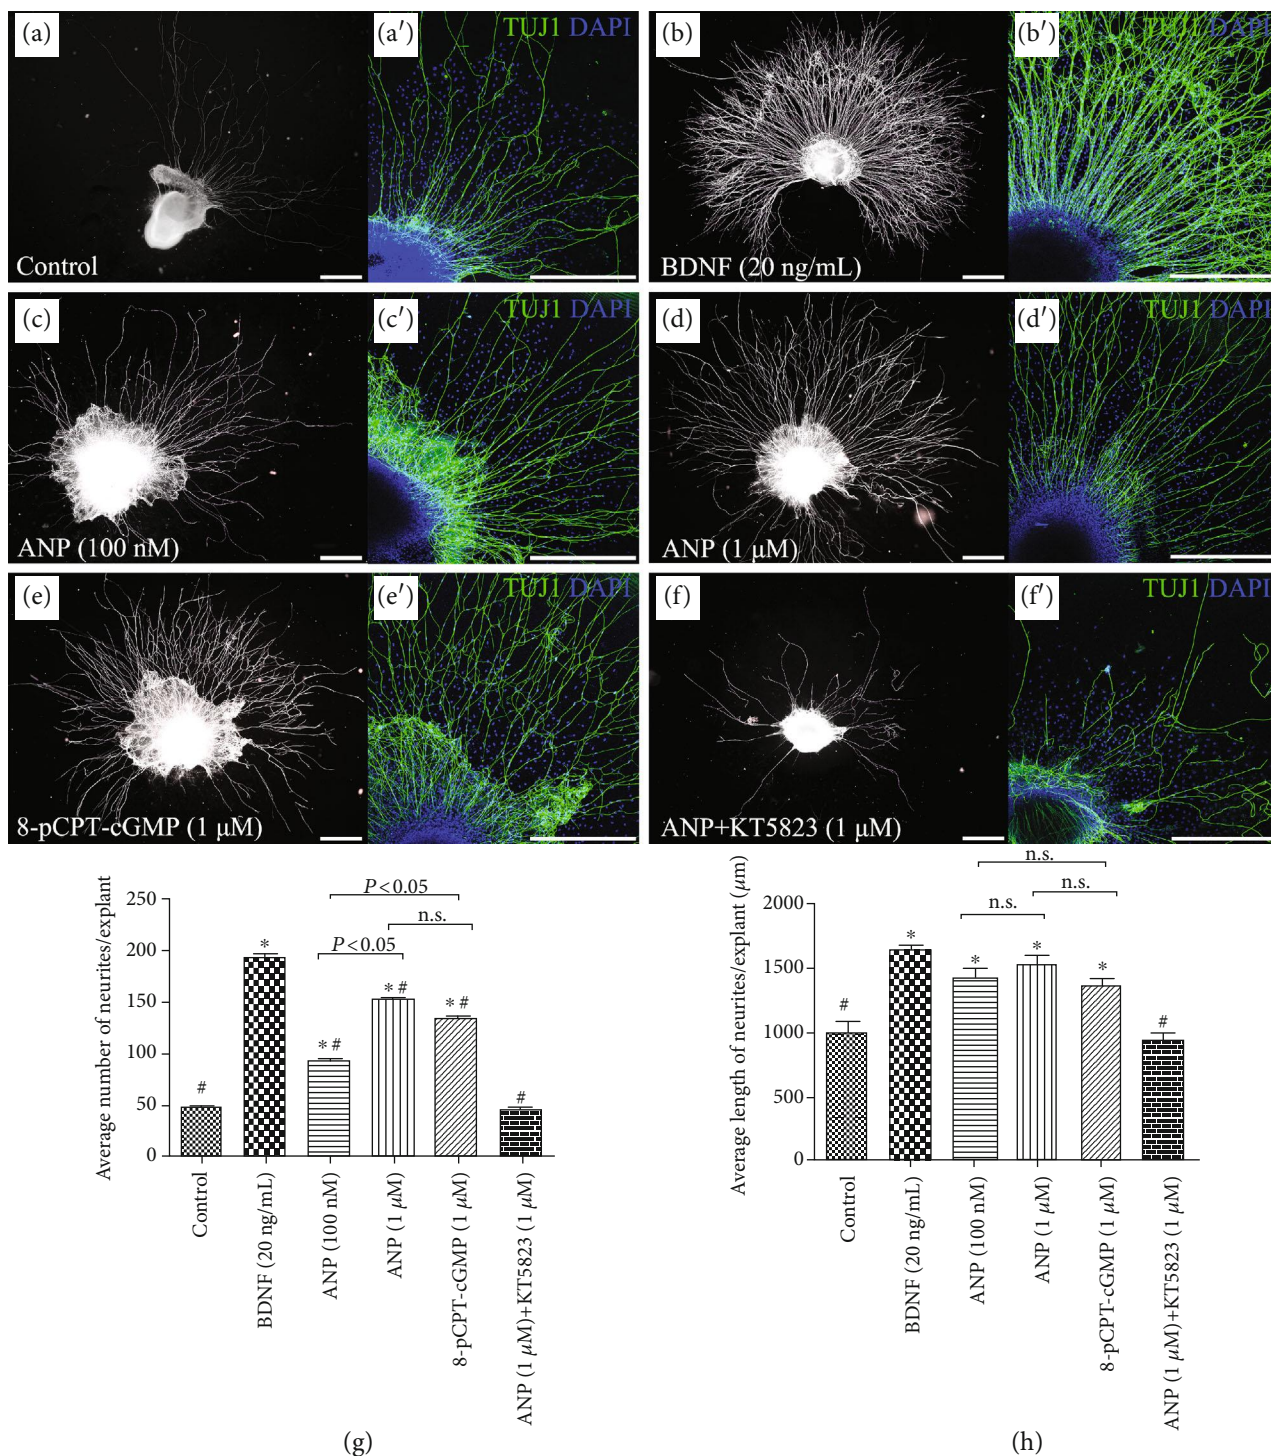 (a)
(a′)
TUJ1 DAPI
Control
(b)
(b′)
TUJ1 DAPI
BDNF (20 ng/mL)
(c)
(c′)
TUJ1 DAPI
ANP (100 nM)
(d)
(d′)
TUJ1 DAPI
ANP (1 μM)
(e)
(e′)
TUJ1 DAPI
8-pCPT-cGMP (1 μM)
(f)
(f′)
TUJ1 DAPI
ANP+KT5823 (1 μM)
Average number of neurites/explant
250
200
150
100
50
0
P < 0.05
n.s.
P < 0.05
#
*
* #
* #
* #
#
Control
BDNF (20 ng/mL)
ANP (100 nM)
ANP (1 μM)
8-pCPT-cGMP (1 μM)
ANP (1 μM)+KT5823 (1 μM)
(g)
Average length of neurites/explant (μm)
2000
1500
1000
500
0
n.s.
n.s.
n.s.
#
*
*
*
*
#
Control
BDNF (20 ng/mL)
ANP (100 nM)
ANP (1 μM)
8-pCPT-cGMP (1 μM)
ANP (1 μM)+KT5823 (1 μM)
(h)